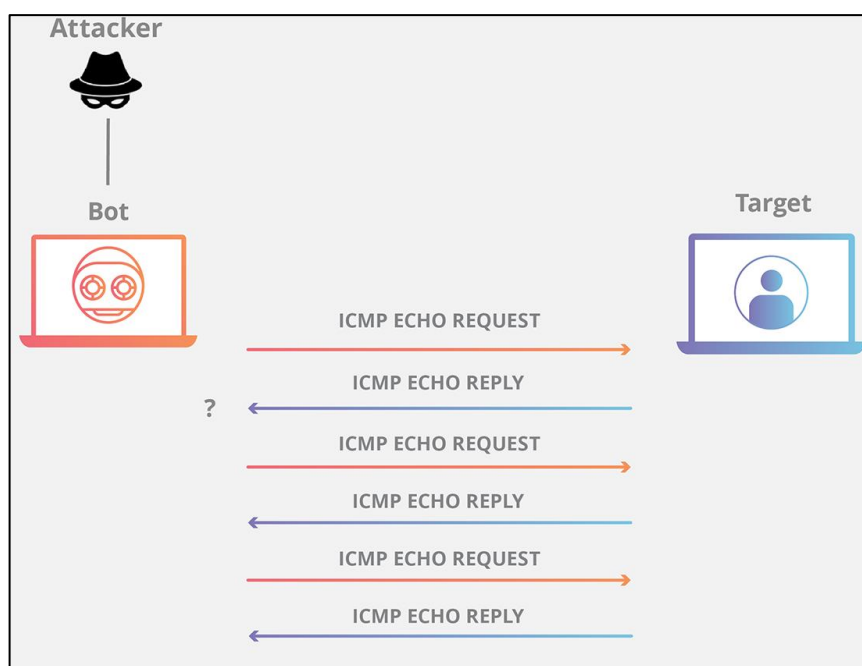 Attacker
Bot
Target
ICMP ECHO REQUEST
ICMP ECHO REPLY
?
ICMP ECHO REQUEST
ICMP ECHO REPLY
ICMP ECHO REQUEST
ICMP ECHO REPLY